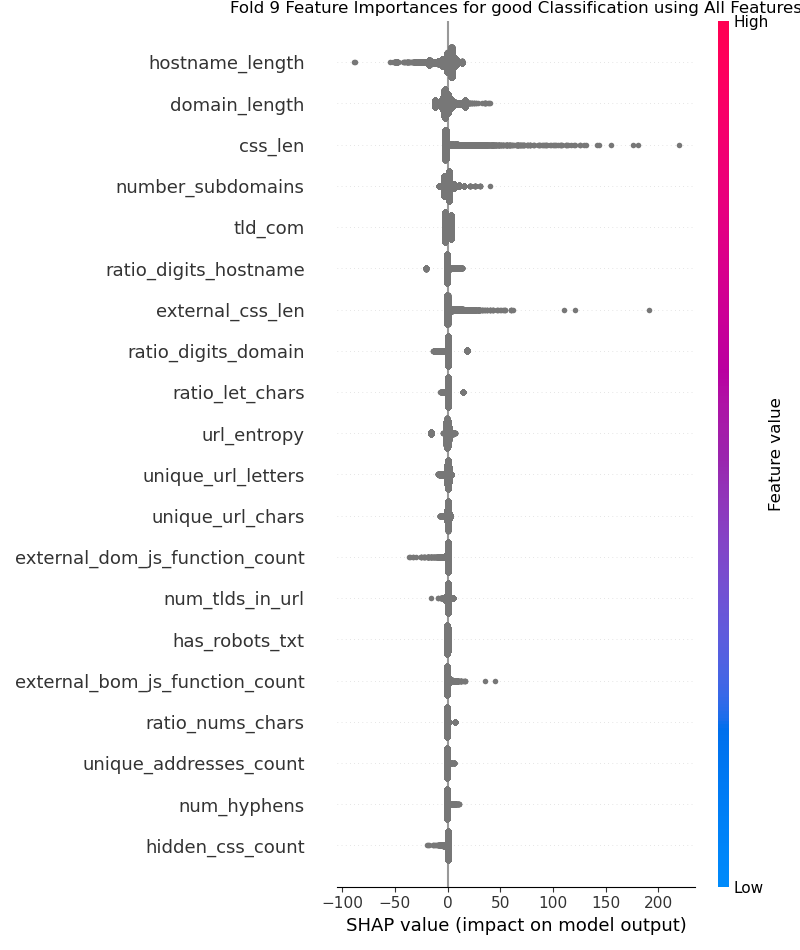 Fold 9 Feature Importances for good Classification using All Features
High
hostname_length
domain_length
css_len
number_subdomains
tld_com
ratio_digits_hostname
external_css_len
ratio_digits_domain
ratio_let_chars
url_entropy
unique_url_letters
unique_url_chars
external_dom_js_function_count
num_tlds_in_url
has_robots_txt
external_bom_js_function_count
ratio_nums_chars
unique_addresses_count
num_hyphens
hidden_css_count
Feature value
Low
−100 −50 0 50 100 150 200
SHAP value (impact on model output)